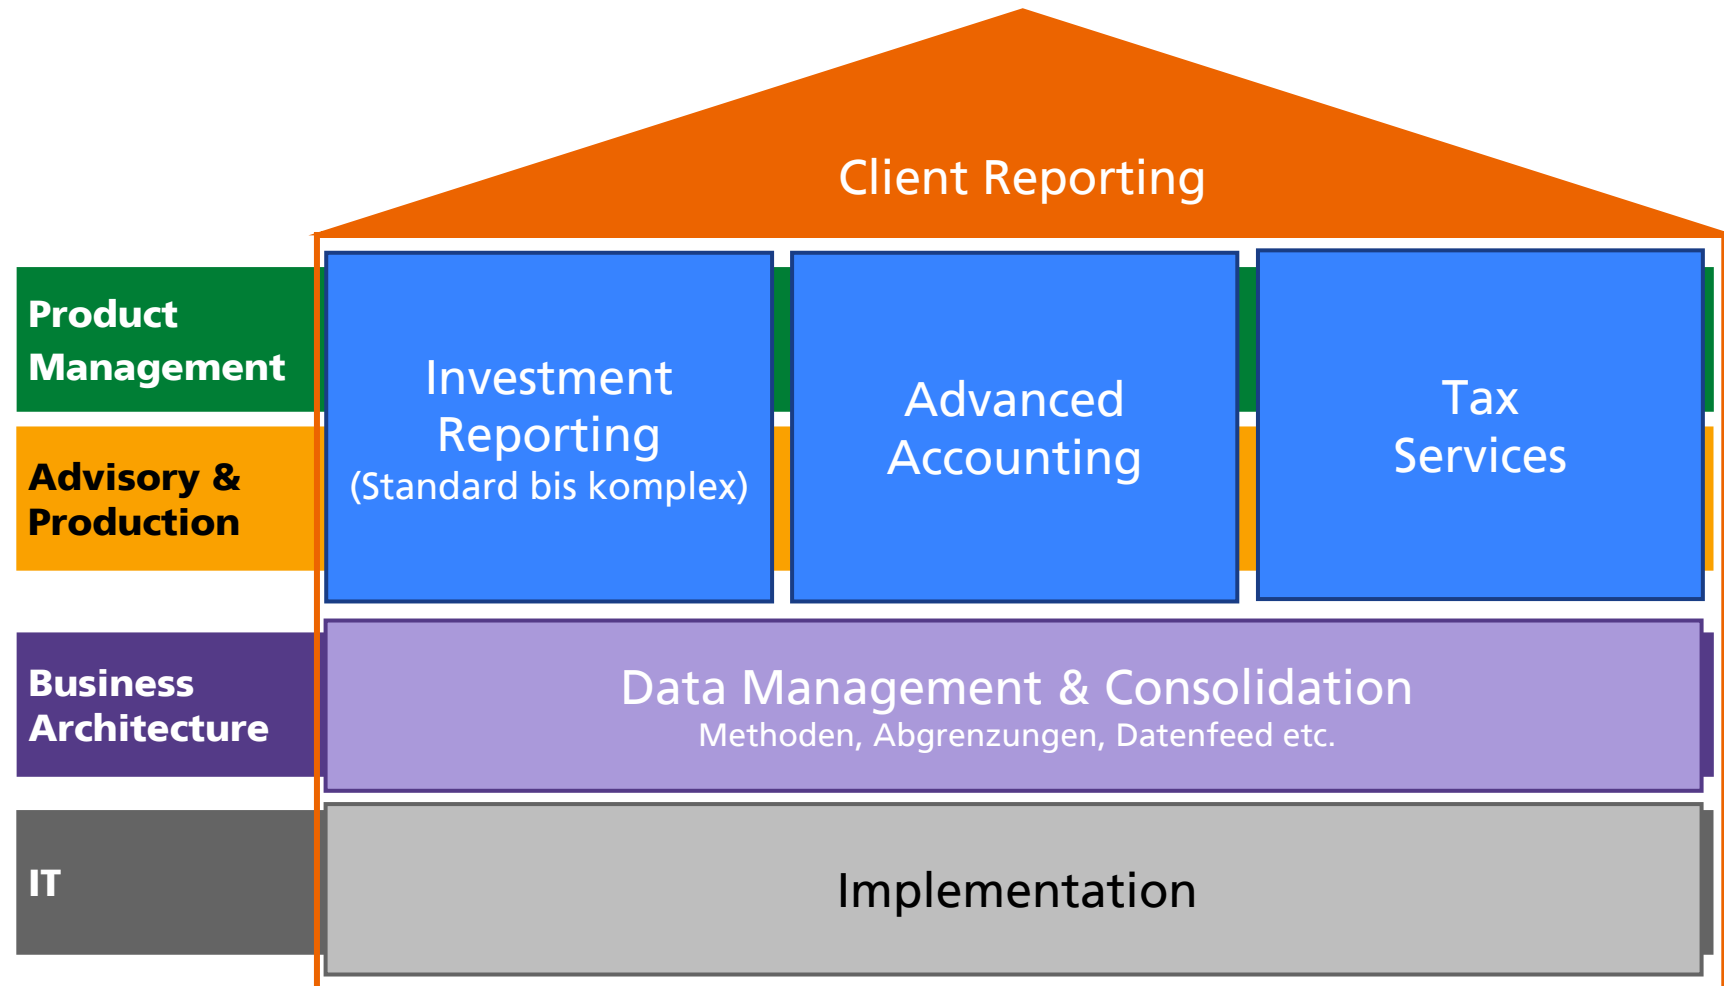 Client Reporting
Product
Management
Advisory &
Production
Investment
Reporting
(Standard bis komplex)
Advanced
Accounting
Tax
Services
Business
Architecture
Data Management & Consolidation
Methoden, Abgrenzungen, Datenfeed etc.
IT
Implementation